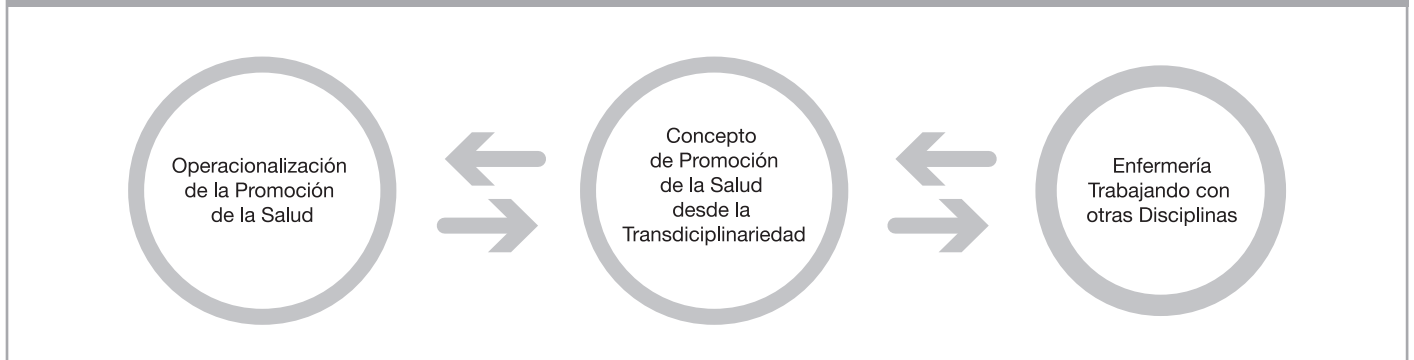 Operacionalización
de la Promoción
de la Salud
Concepto
de Promoción
de la Salud
desde la
Transdiciplinariedad
Enfermería
Trabajando con
otras Disciplinas